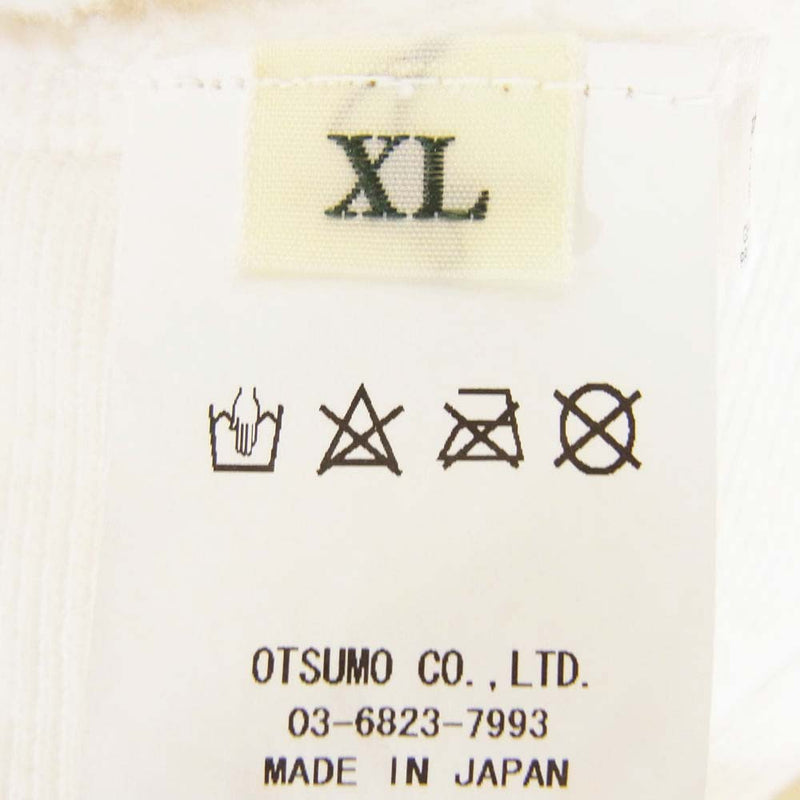 XL
OTSUMO CO.,LTD.
03-6823-7993
MADE IN JAPAN